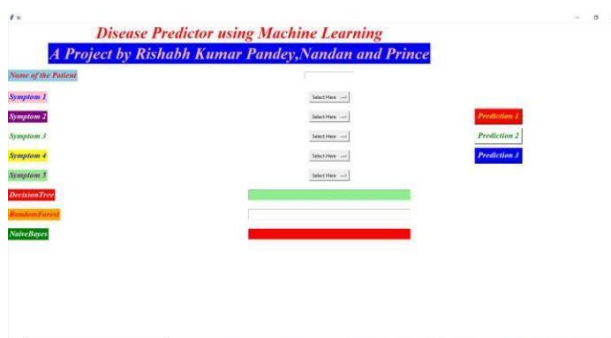 Disease Predictor using Machine Learning
A Project by Rishabh Kumar Pandey,Nandan and Prince
Name of the Patient
Symptom 1 Select Here
Symptom 2 Select Here Prediction 1
Symptom 3 Select Here Prediction 2
Symptom 4 Select Here Prediction 3
Symptom 5 Select Here
DecisionTree
RandomForest
NaiveBayes